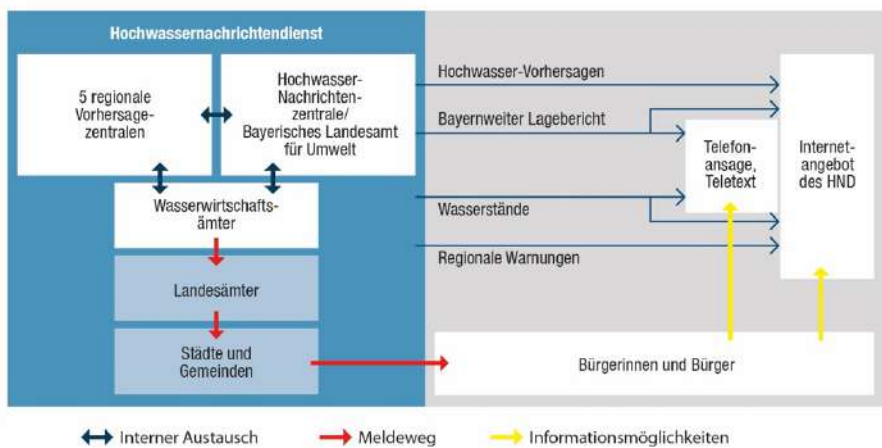 Hochwassernachrichtendienst
5 regionale
Vorhersage-
zentralen
Hochwasser-
Nachrichten-
zentrale/
Bayerisches Landesamt
für Umwelt
Wasserwirtschafts-
ämter
Landesämter
Städte und
Gemeinden
Hochwasser-Vorhersagen
Bayernweiter Lagebericht
Wasserstände
Regionale Warnungen
Telefon-
ansage,
Teletext
Internet-
angebot
des HND
Bürgerinnen und Bürger
Interner Austausch
Meldeweg
Informationsmöglichkeiten